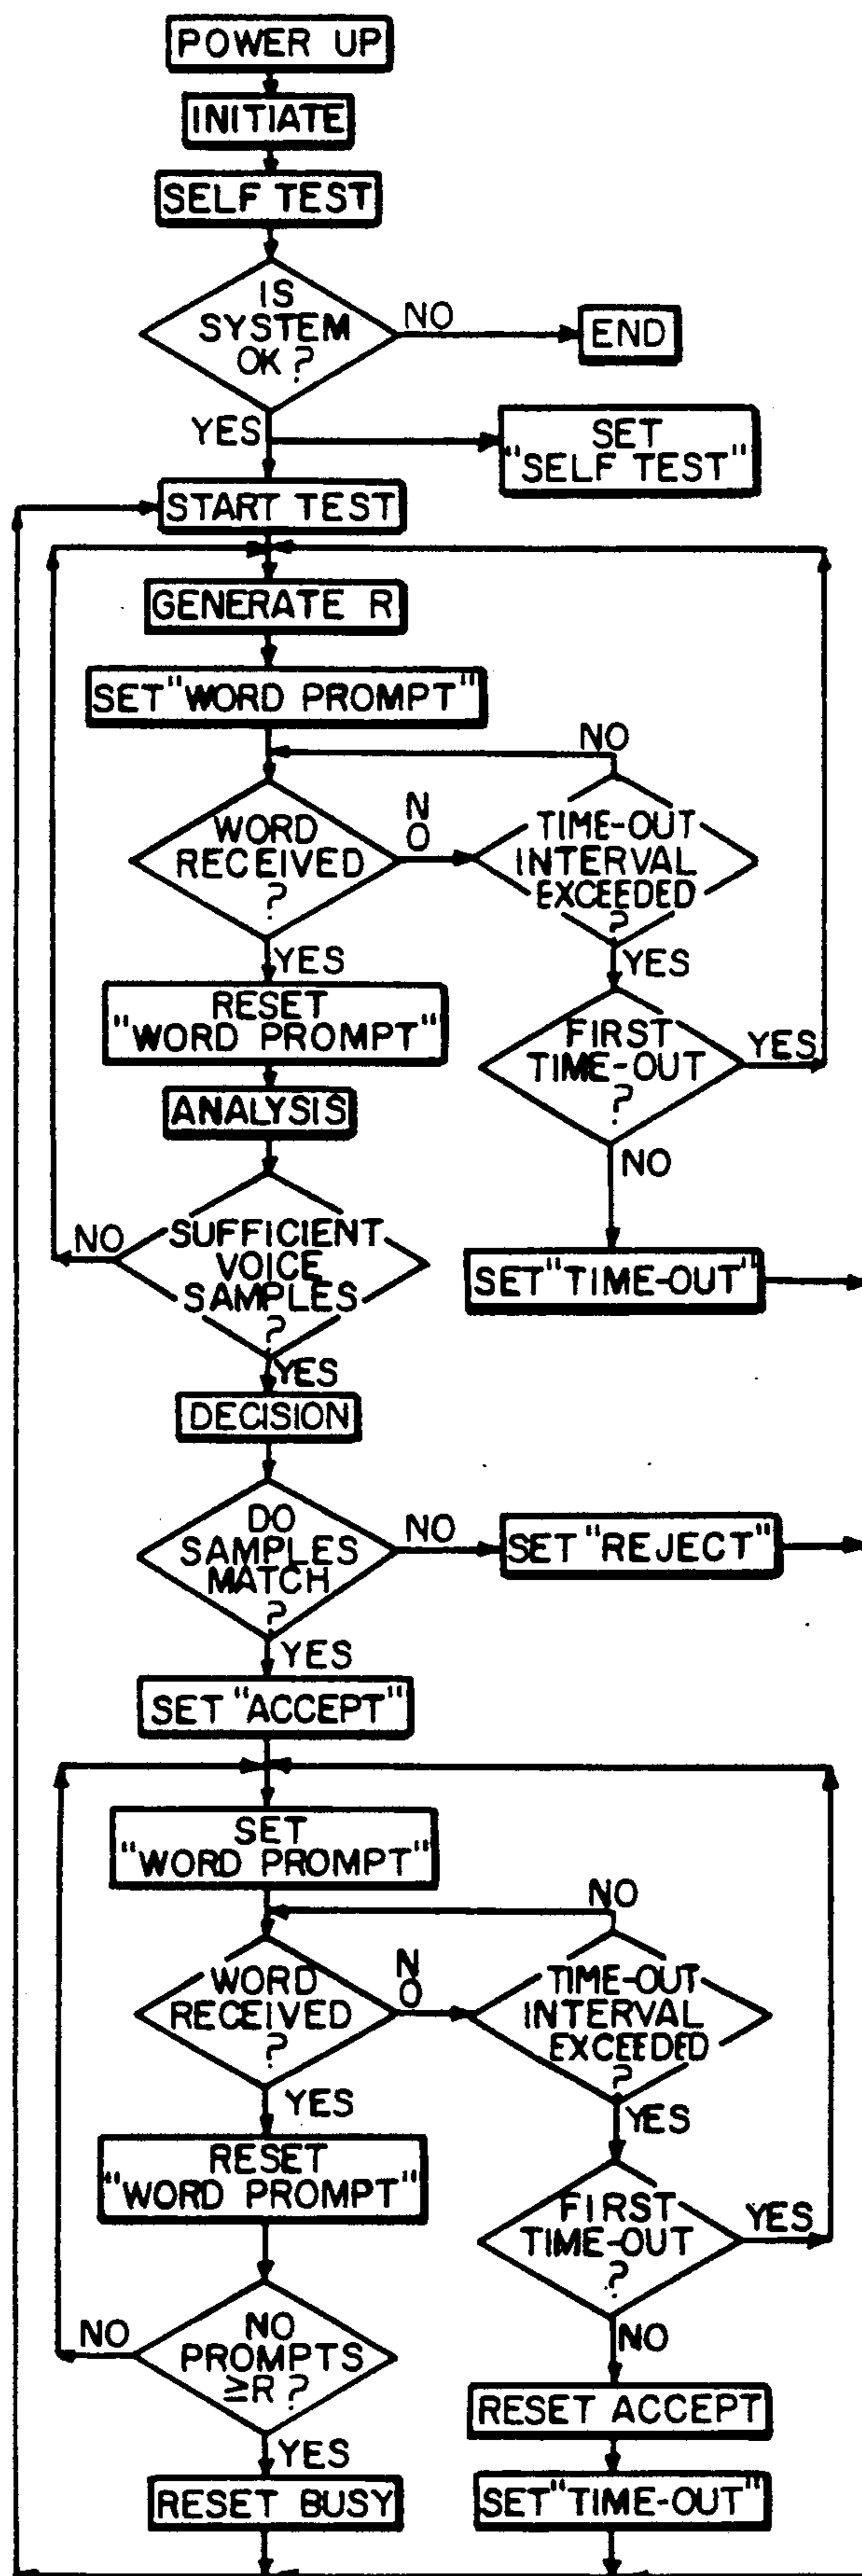 POWER UP
INITIATE
SELF TEST
IS
SYSTEM
OK?
NO
END
YES
SET
"SELF TEST"
START TEST
GENERATE R
SET "WORD PROMPT"
NO
WORD
RECEIVED
?
NO
TIME-OUT
INTERVAL
EXCEEDED
?
YES
YES
RESET
"WORD PROMPT"
FIRST
TIME-OUT
?
YES
ANALYSIS
NO
SUFFICIENT
VOICE
SAMPLES
?
NO
SET "TIME-OUT"
YES
DECISION
DO
SAMPLES
MATCH
?
NO
SET "REJECT"
YES
SET "ACCEPT"
SET
"WORD PROMPT"
NO
WORD
RECEIVED
?
NO
TIME-OUT
INTERVAL
EXCEEDED
?
YES
YES
RESET
"WORD PROMPT"
FIRST
TIME-OUT
?
YES
NO
NO
PROMPTS
≥R?
NO
RESET ACCEPT
YES
RESET BUSY
SET "TIME-OUT"